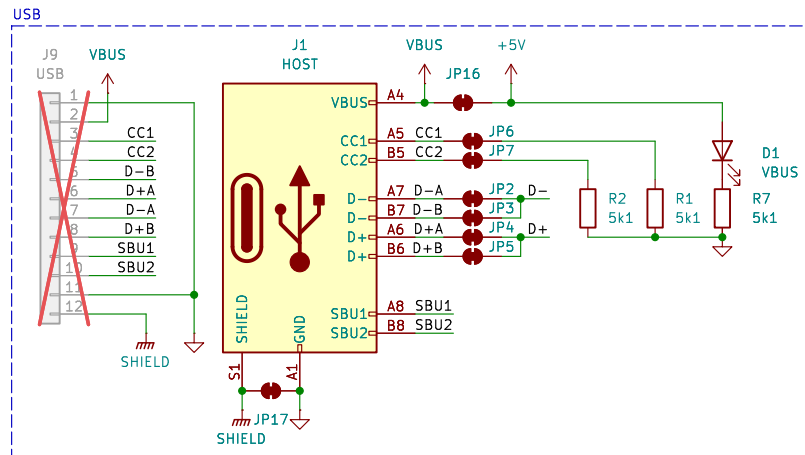 USB
J9
USB
VBUS
1
2
3
4
5
6
7
8
9
10
11
12
CC1
CC2
D-B
D+A
D-A
D+B
SBU1
SBU2
SHIELD
J1
HOST
VBUS
CC1
CC2
D-
D-
D+
D+
SBU1
SBU2
SHIELD
GND
A4
A5
B5
A7
B7
A6
B6
A8
B8
S1
A1
CC1
CC2
D-A
D-B
D+A
D+B
SBU1
SBU2
VBUS
+5V
JP16
JP6
JP7
JP2
JP3
JP4
JP5
D-
D+
R2
5k1
R1
5k1
D1
VBUS
R7
5k1
JP17
SHIELD